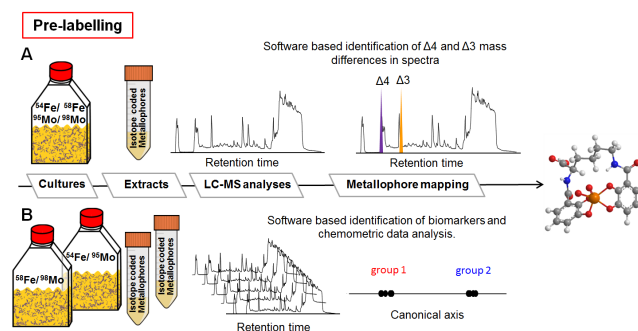 Pre-labelling
A
⁵⁴Fe/ ⁵⁸Fe
⁹⁵Mo/ ⁹⁸Mo
Isotope coded
Metallophores
Retention time
Software based identification of Δ4 and Δ3 mass
differences in spectra
Δ4 Δ3
Retention time
Cultures Extracts LC-MS analyses Metallophore mapping
B
⁵⁸Fe/⁹⁸Mo
⁵⁴Fe/ ⁹⁵Mo
Isotope coded
Metallophores
Isotope coded
Metallophores
Retention time
Software based identification of biomarkers and
chemometric data analysis.
group 1 group 2
Canonical axis